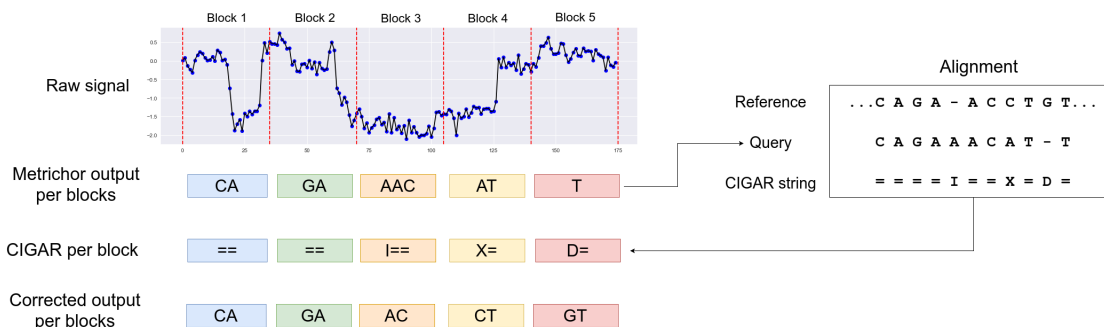 Block 1 Block 2 Block 3 Block 4 Block 5
Raw signal
0.5
0.0
-0.5
-1.0
-1.5
-2.0
0 25 50 75 100 125 150 175
Metrichor output
per blocks
CA GA AAC AT T
CIGAR per block
== == I== X= D=
Corrected output
per blocks
CA GA AC CT GT
Alignment
Reference ...C A G A - A C C T G T...
Query C A G A A A C A T - T
CIGAR string = = = = I = = X = D =